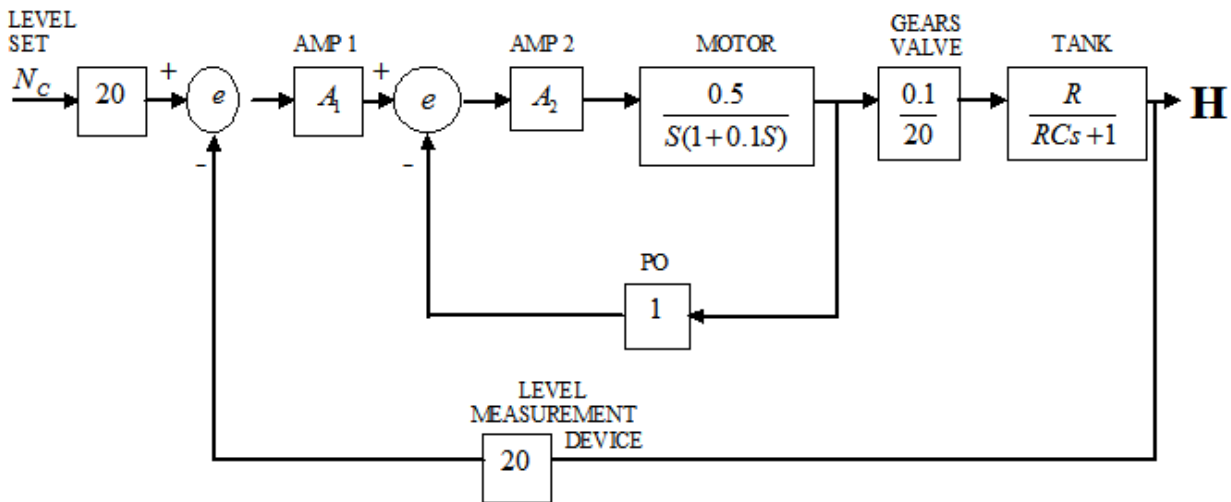 LEVEL
SET
AMP 1
AMP 2
MOTOR
GEARS
VALVE
TANK
N_C
20
+
e
-
A_1
+
e
-
A_2
0.5
S(1+0.1S)
0.1
20
R
RCs+1
H
PO
1
LEVEL
MEASUREMENT
DEVICE
20